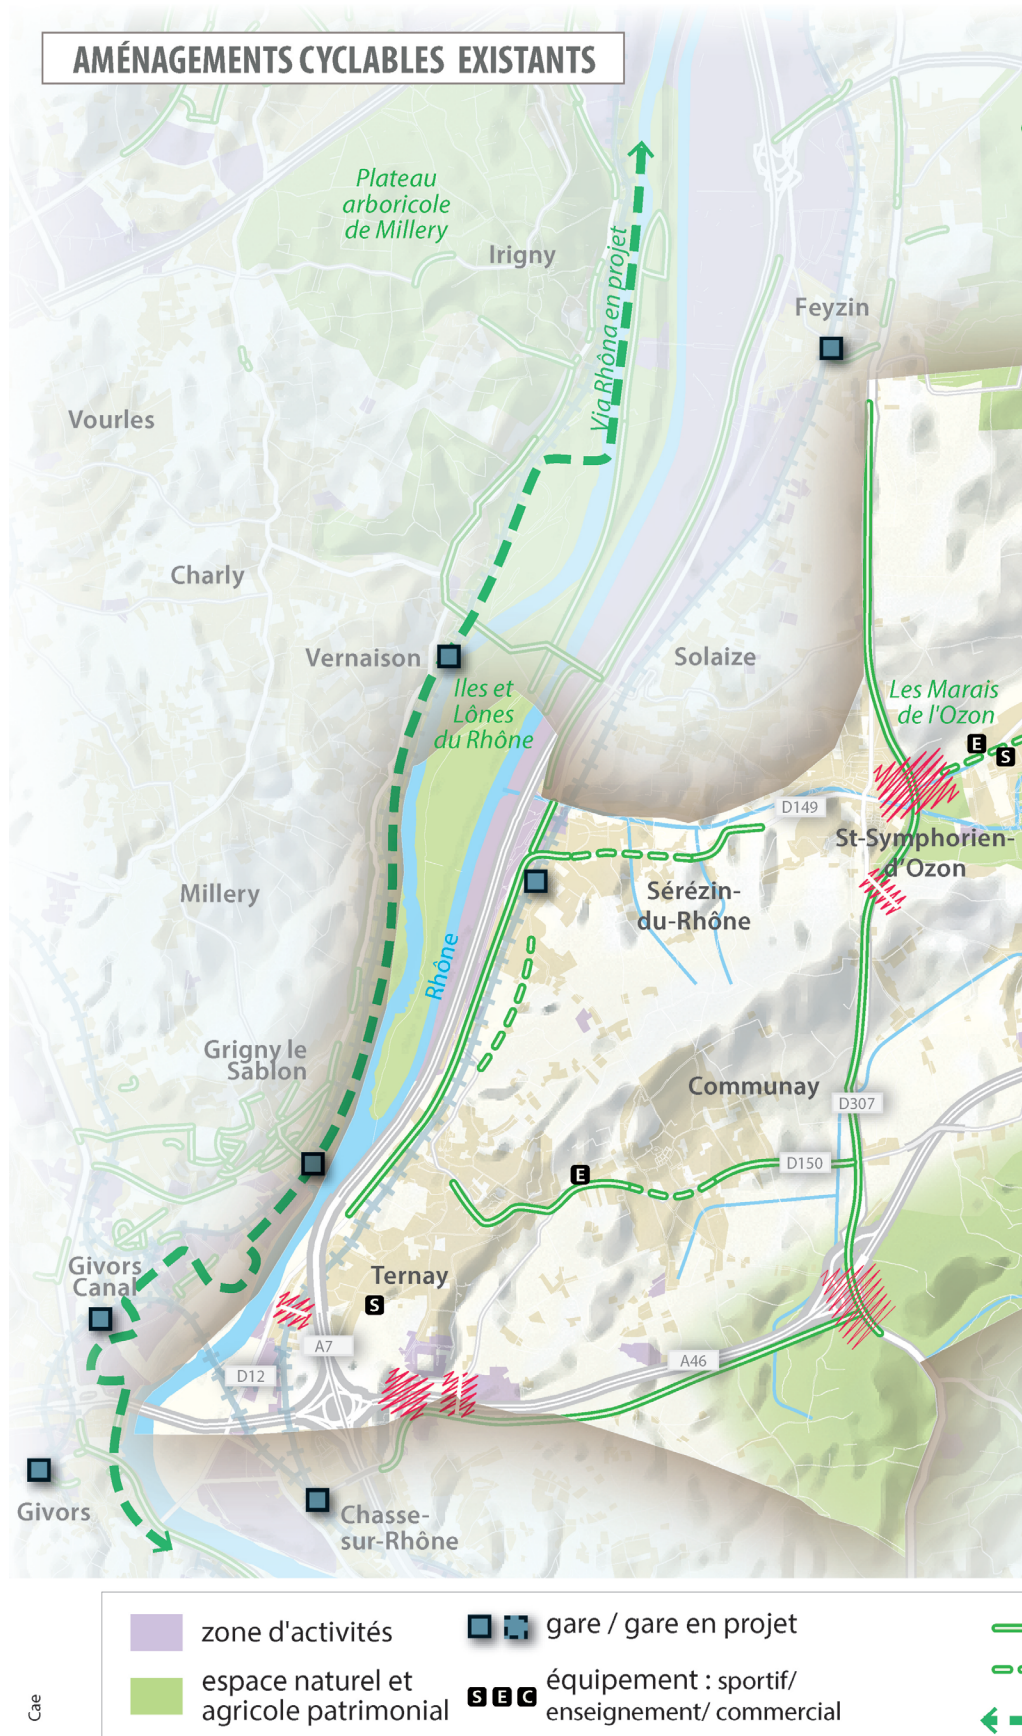 AMÉNAGEMENTS CYCLABLES EXISTANTS
Plateau
arboricole
de Millery
Irigny
Via Rhôna en projet
Feyzin
Vourles
Charly
Vernaison
Solaize
Iles et
Lônes
du Rhône
Les Marais
de l'Ozon
E
S
D149
St-Symphorien-
d'Ozon
Millery
Sérézin-
du-Rhône
Rhône
Grigny le
Sablon
Communay
D307
D150
E
Givors
Canal
Ternay
S
A7
A46
D12
Givors
Chasse-
sur-Rhône
zone d'activités
gare / gare en projet
espace naturel et
agricole patrimonial
S E C
équipement : sportif/
enseignement/ commercial
Cae